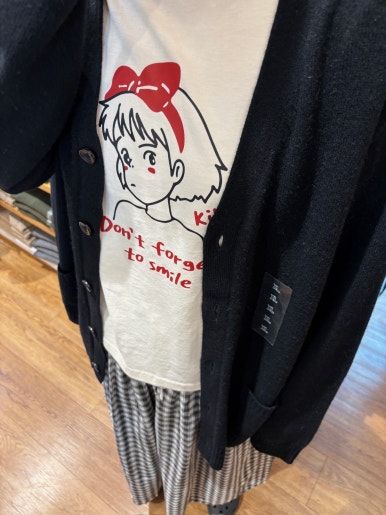 Ki
Don't forge
to smile